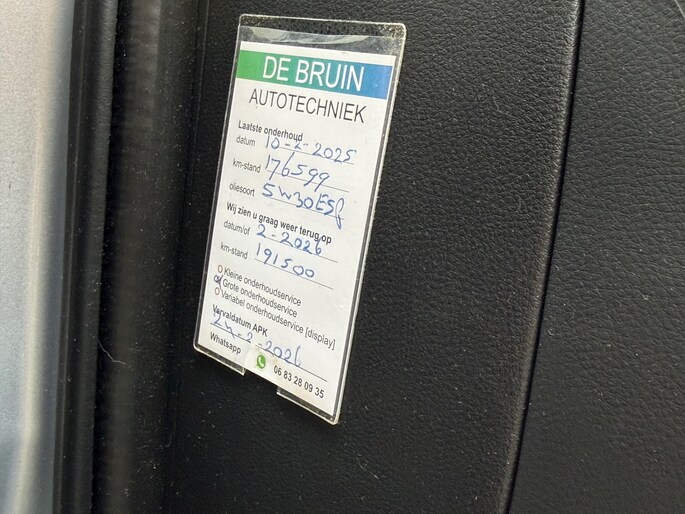 DE BRUIN
AUTOTECHNIEK
Laatste onderhoud
datum 10-2-2025
km-stand 176599
oliesoort 5W30
Wij zien u graag weer terug op
datum/of 2-2026
km-stand 191500
Kleine onderhoudservice
Grote onderhoudservice
Variabel onderhoudservice [display]
Vervaldatum APK
24-2-2026
Whatsapp 06 83 28 09 35